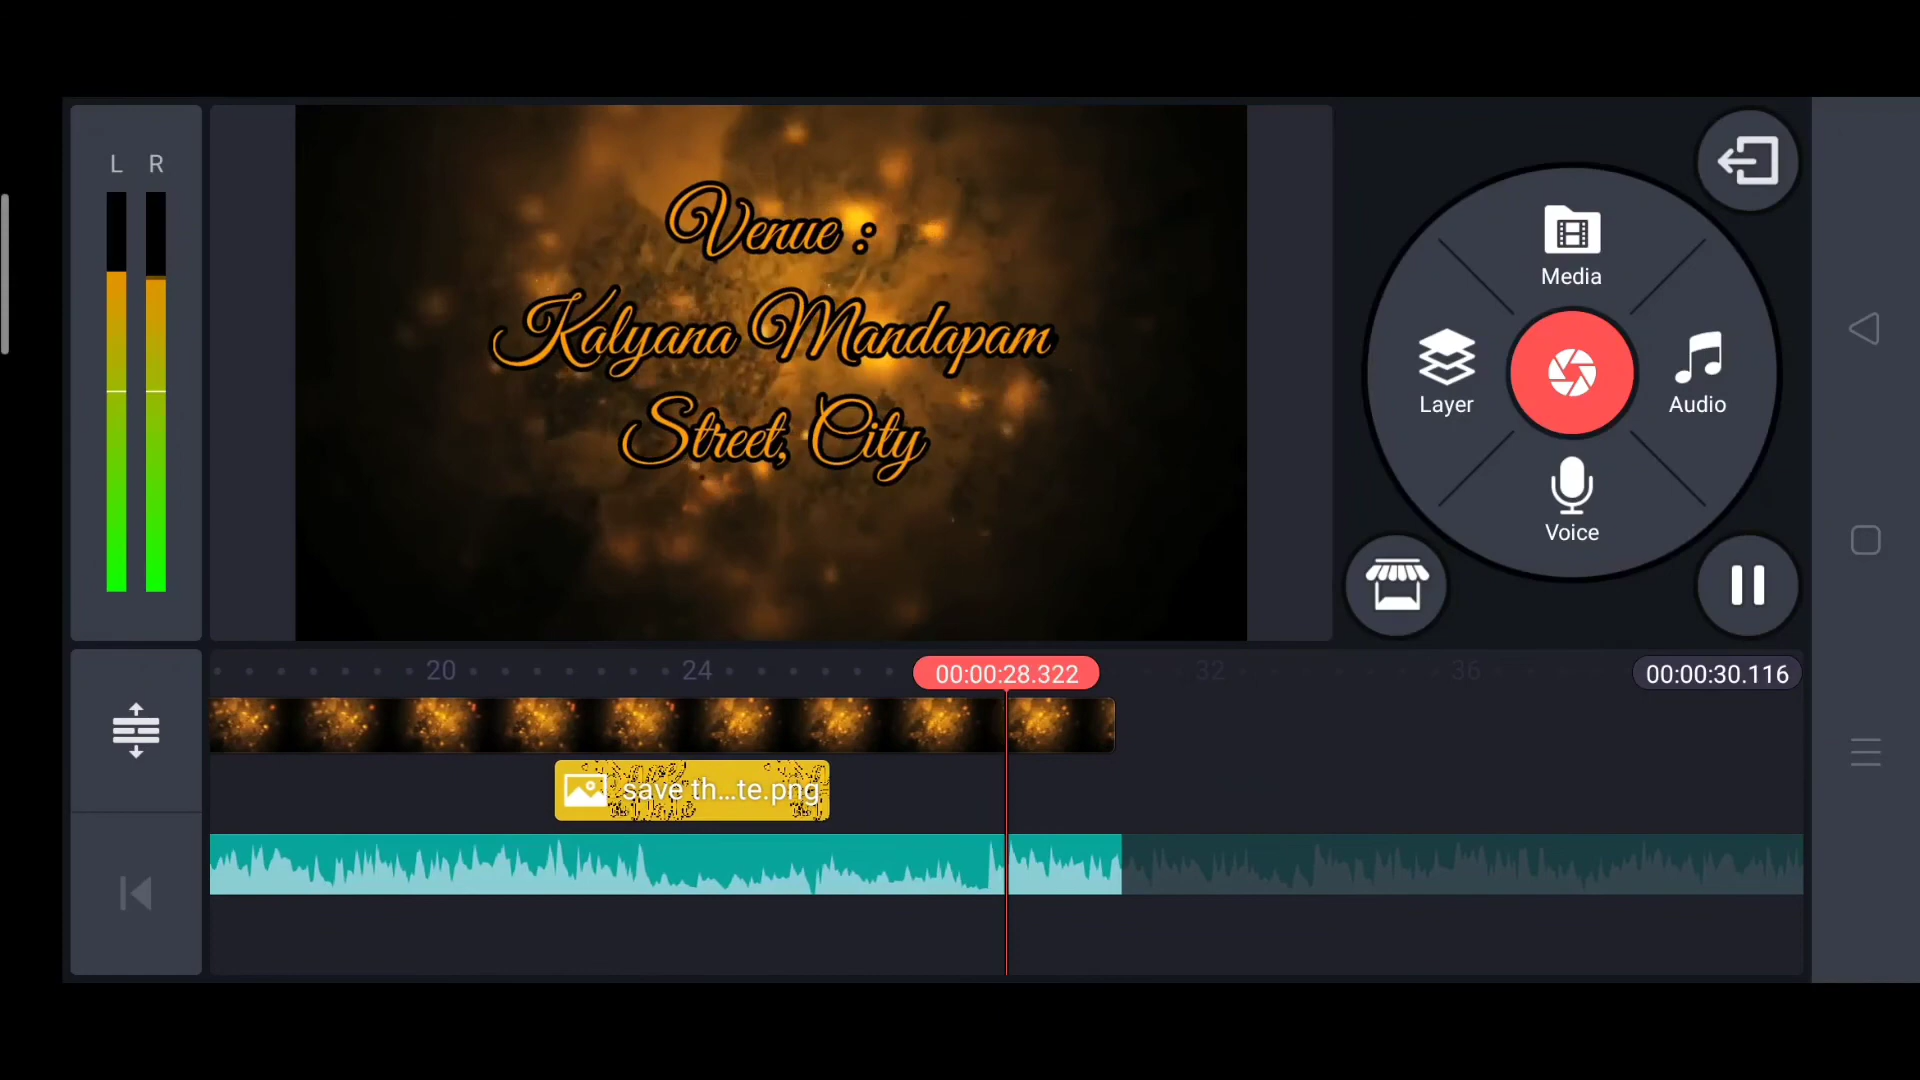 L R
Venue :
Kalyana Mandapam
Street, City
Media
Layer
Audio
Voice
20
24
00:00:28.322
32
36
00:00:30.116
save th...te.png